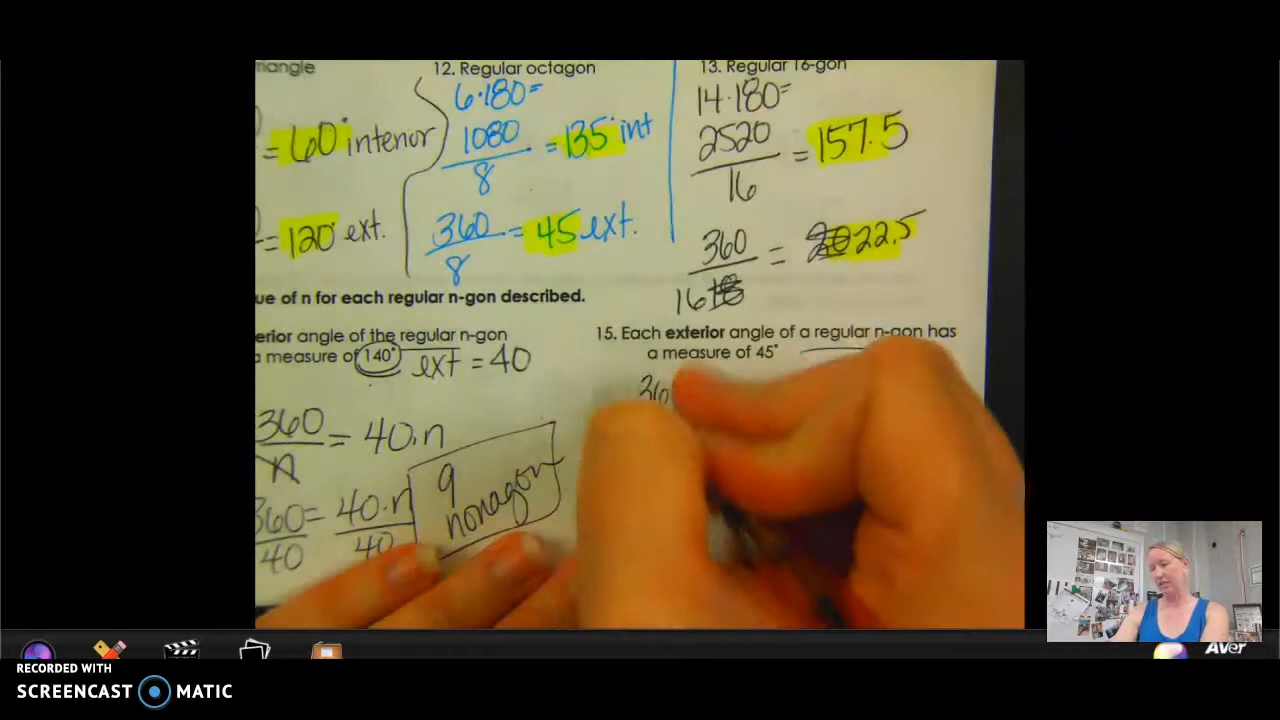 riangle
= 60° interior
= 120° ext.
12. Regular octagon
6·180=
1080
8
= 135° int
360
8
= 45 ext.
13. Regular 16-gon
14·180=
2520
16
= 157.5
360
16
= 22.5
ue of n for each regular n-gon described.
erior angle of the regular n-gon
a measure of 140° ext = 40
360
n
= 40·n
360 = 40·n
40 40
9
nonagon
15. Each exterior angle of a regular n-gon has
a measure of 45°
360
RECORDED WITH
SCREENCAST MATIC
AVer